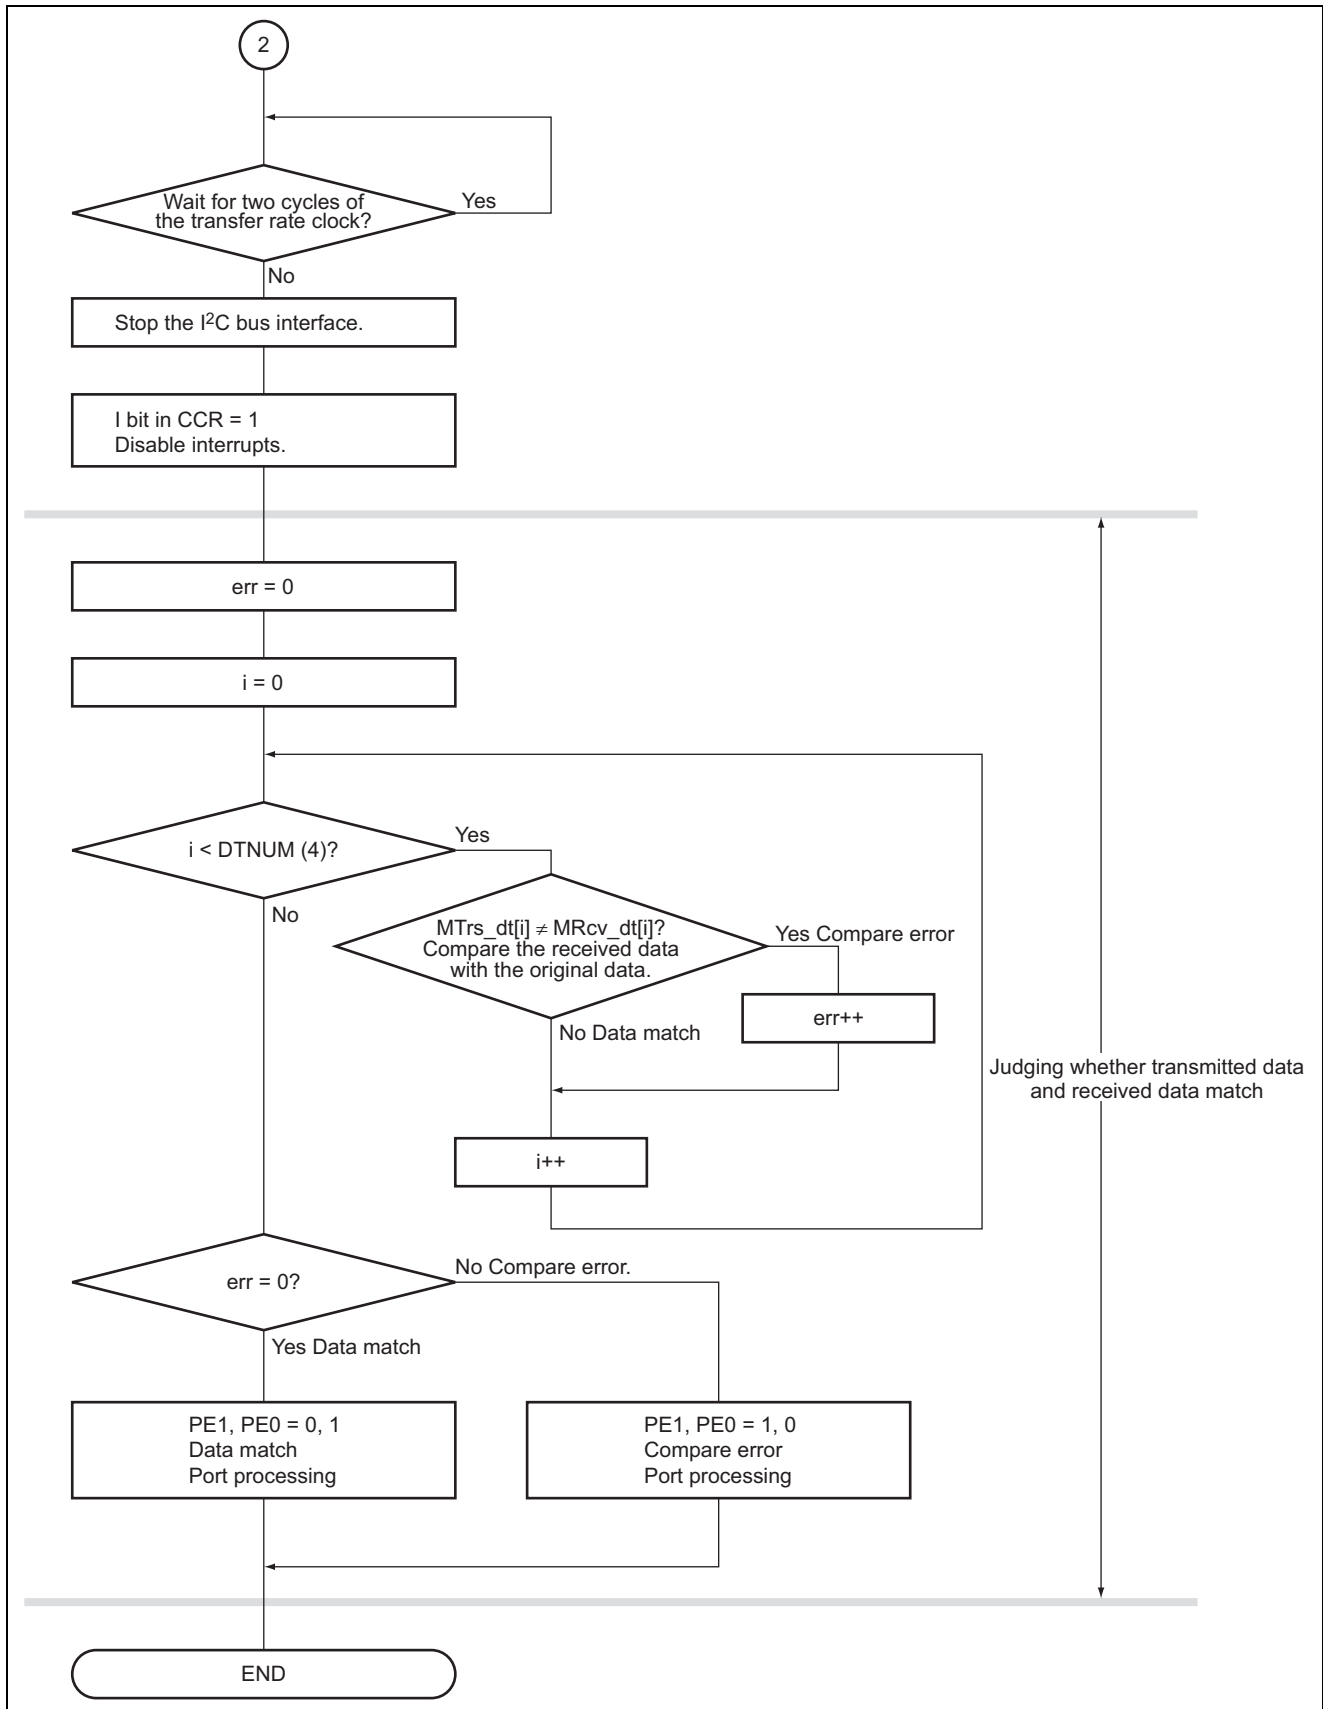 2
Wait for two cycles of
the transfer rate clock?
Yes
No
Stop the I²C bus interface.
I bit in CCR = 1
Disable interrupts.
err = 0
i = 0
i < DTNUM (4)?
Yes
No
MTrs_dt[i] ≠ MRcv_dt[i]?
Compare the received data
with the original data.
Yes Compare error
err++
No Data match
i++
Judging whether transmitted data
and received data match
err = 0?
No Compare error.
Yes Data match
PE1, PE0 = 0, 1
Data match
Port processing
PE1, PE0 = 1, 0
Compare error
Port processing
END